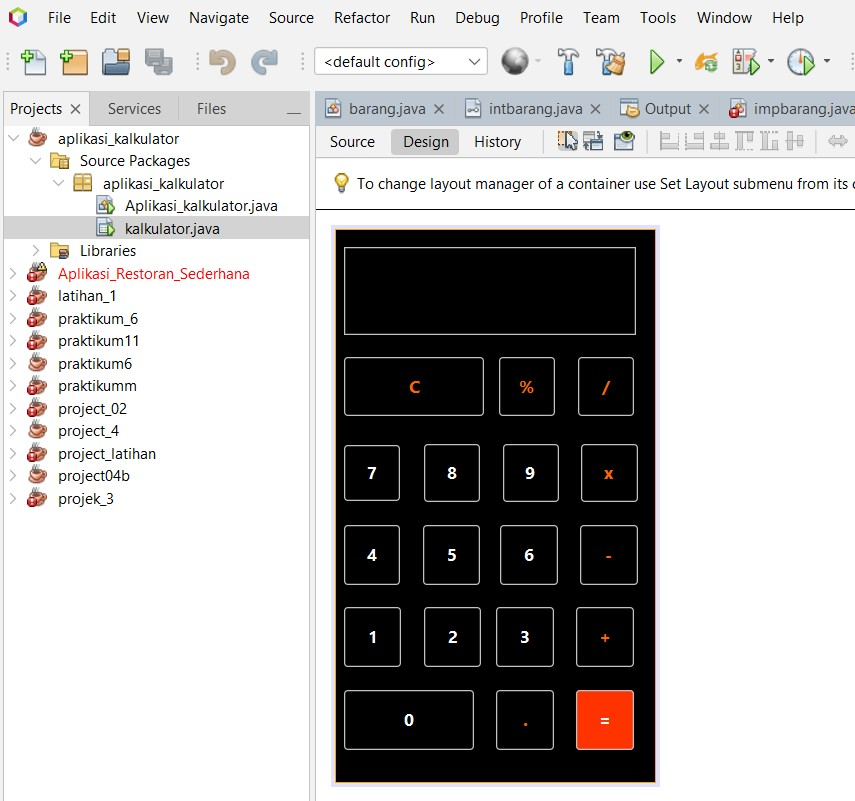 File Edit View Navigate Source Refactor Run Debug Profile Team Tools Window Help
<default config>
Projects Services Files
barang.java intbarang.java Output impbarang.java
Source Design History
To change layout manager of a container use Set Layout submenu from its
aplikasi_kalkulator
Source Packages
aplikasi_kalkulator
Aplikasi_kalkulator.java
kalkulator.java
Libraries
Aplikasi_Restoran_Sederhana
latihan_1
praktikum_6
praktikum11
praktikum6
praktikumm
project_02
project_4
project_latihan
project04b
projek_3
C % /
7 8 9 x
4 5 6 -
1 2 3 +
0 . =